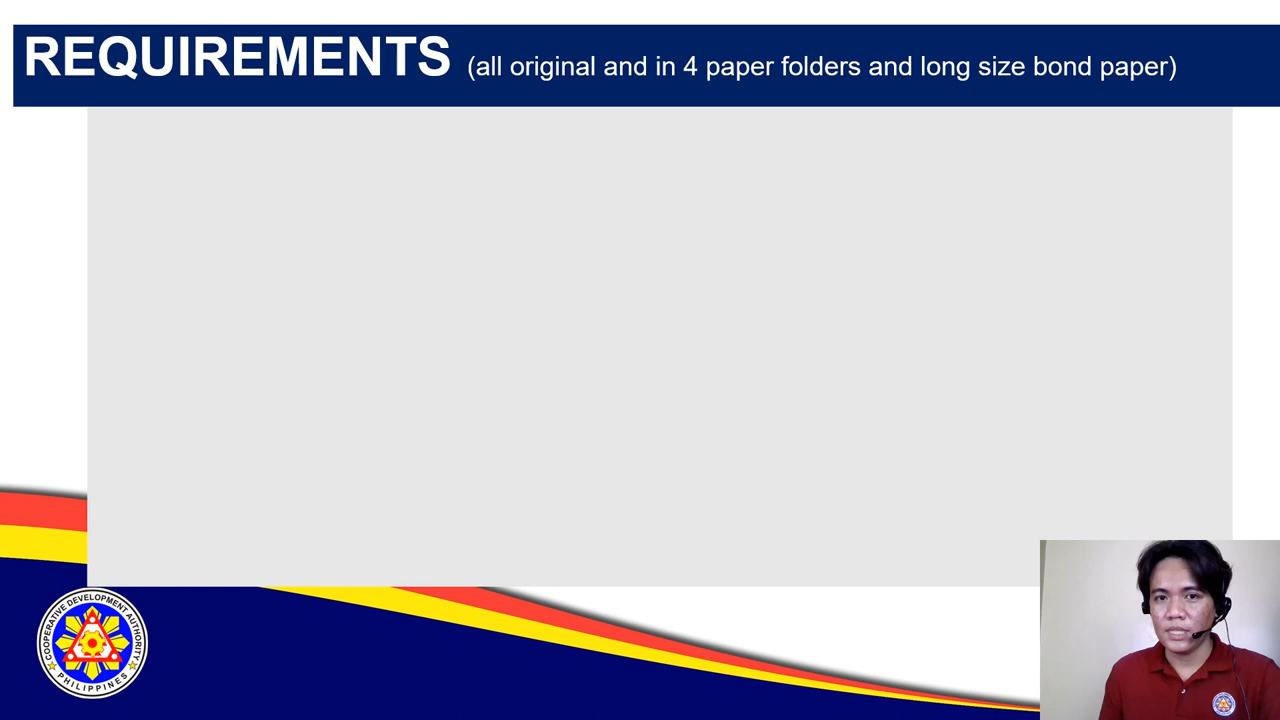 REQUIREMENTS (all original and in 4 paper folders and long size bond paper)
COOPERATIVE DEVELOPMENT AUTHORITY
PHILIPPINES